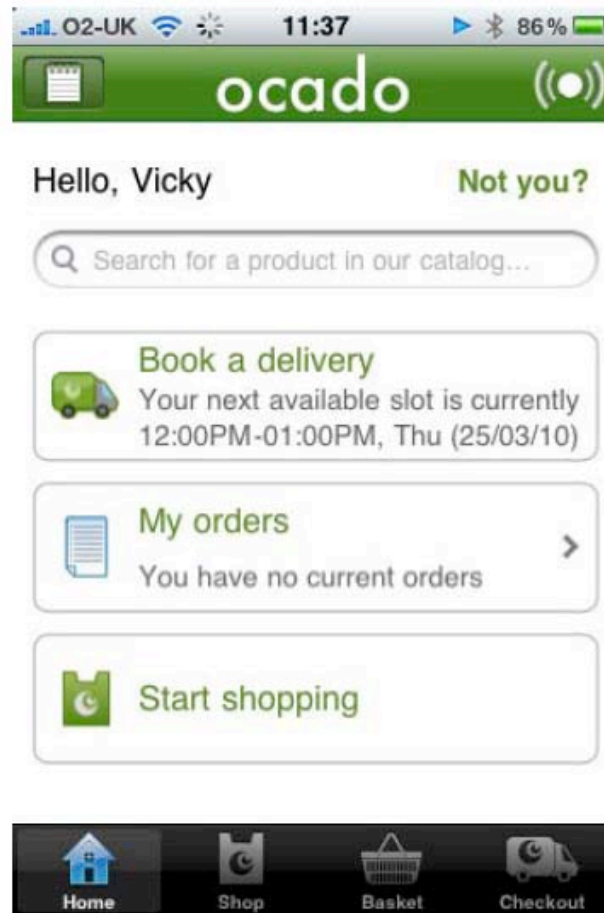 O2-UK 11:37 86%
ocado
Hello, Vicky Not you?
Search for a product in our catalog...
Book a delivery
Your next available slot is currently
12:00PM-01:00PM, Thu (25/03/10)
My orders
You have no current orders
Start shopping
Home Shop Basket Checkout